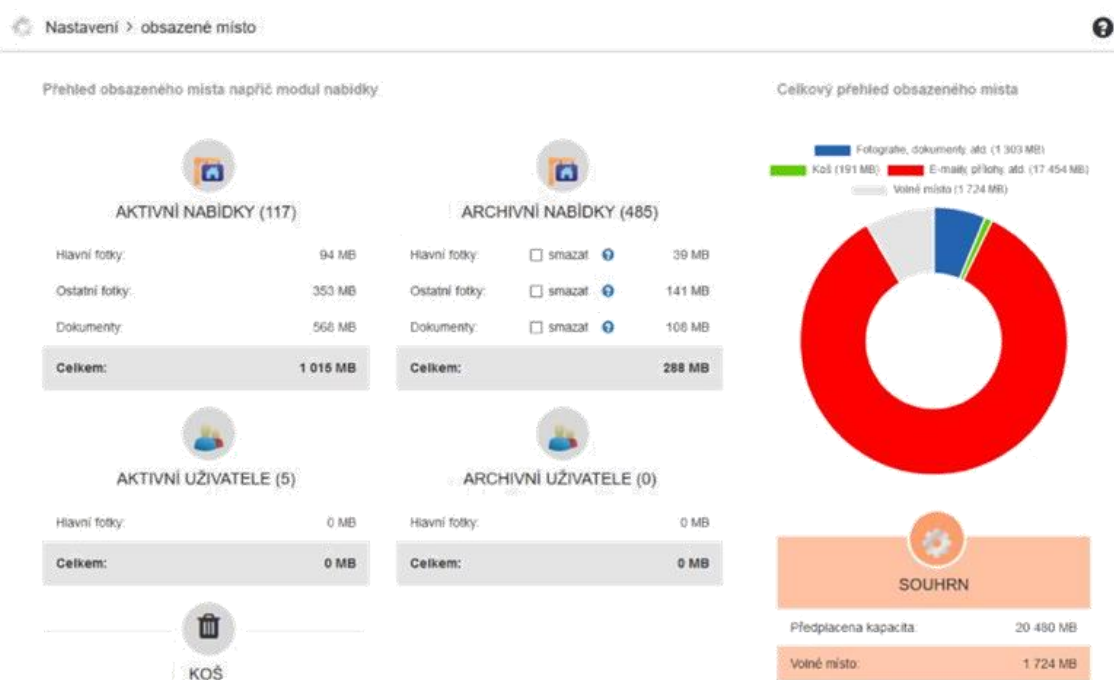 Nastavení > obsazené místo
Přehled obsazeného místa napříč modul nabídky
AKTIVNÍ NABÍDKY (117)
Hlavní fotky: 94 MB
Ostatní fotky: 353 MB
Dokumenty: 568 MB
Celkem: 1 015 MB
ARCHIVNÍ NABÍDKY (485)
Hlavní fotky: smazat 39 MB
Ostatní fotky: smazat 141 MB
Dokumenty: smazat 108 MB
Celkem: 288 MB
AKTIVNÍ UŽIVATELE (5)
Hlavní fotky: 0 MB
Celkem: 0 MB
ARCHIVNÍ UŽIVATELE (0)
Hlavní fotky: 0 MB
Celkem: 0 MB
KOŠ
Celkový přehled obsazeného místa
Fotografie, dokumenty, atd. (1 303 MB)
Koš (191 MB) E-maily, přílohy, atd. (17 454 MB)
Volné místo (1 724 MB)
SOUHRN
Předplacena kapacita: 20 480 MB
Volné místo: 1 724 MB